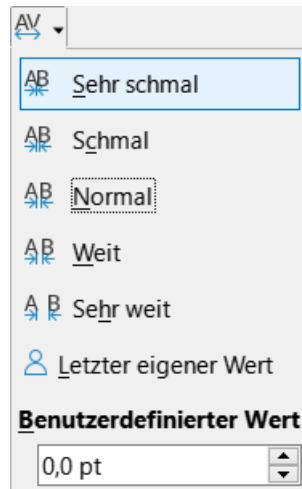 AV
AB Sehr schmal
AB Schmal
AB Normal
AB Weit
A B Sehr weit
Letzter eigener Wert
Benutzerdefinierter Wert
0,0 pt